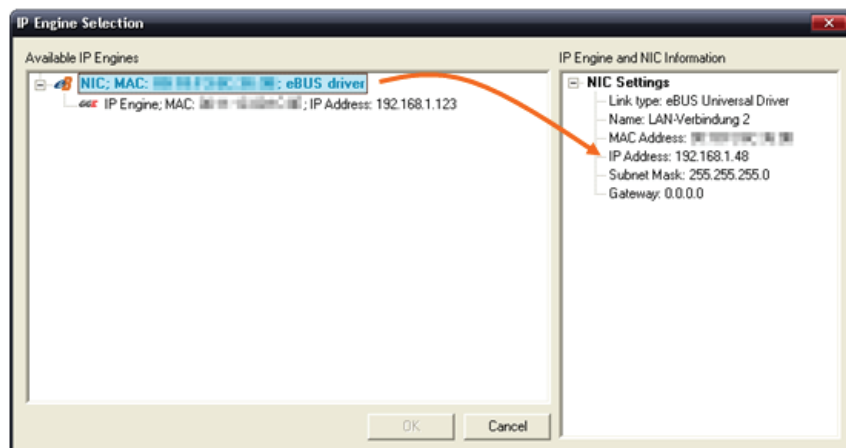 IP Engine Selection
Available IP Engines
NIC; MAC: ; eBUS driver
IP Engine; MAC: ; IP Address: 192.168.1.123
IP Engine and NIC Information
NIC Settings
Link type: eBUS Universal Driver
Name: LAN-Verbindung 2
MAC Address:
IP Address: 192.168.1.48
Subnet Mask: 255.255.255.0
Gateway: 0.0.0.0
OK
Cancel